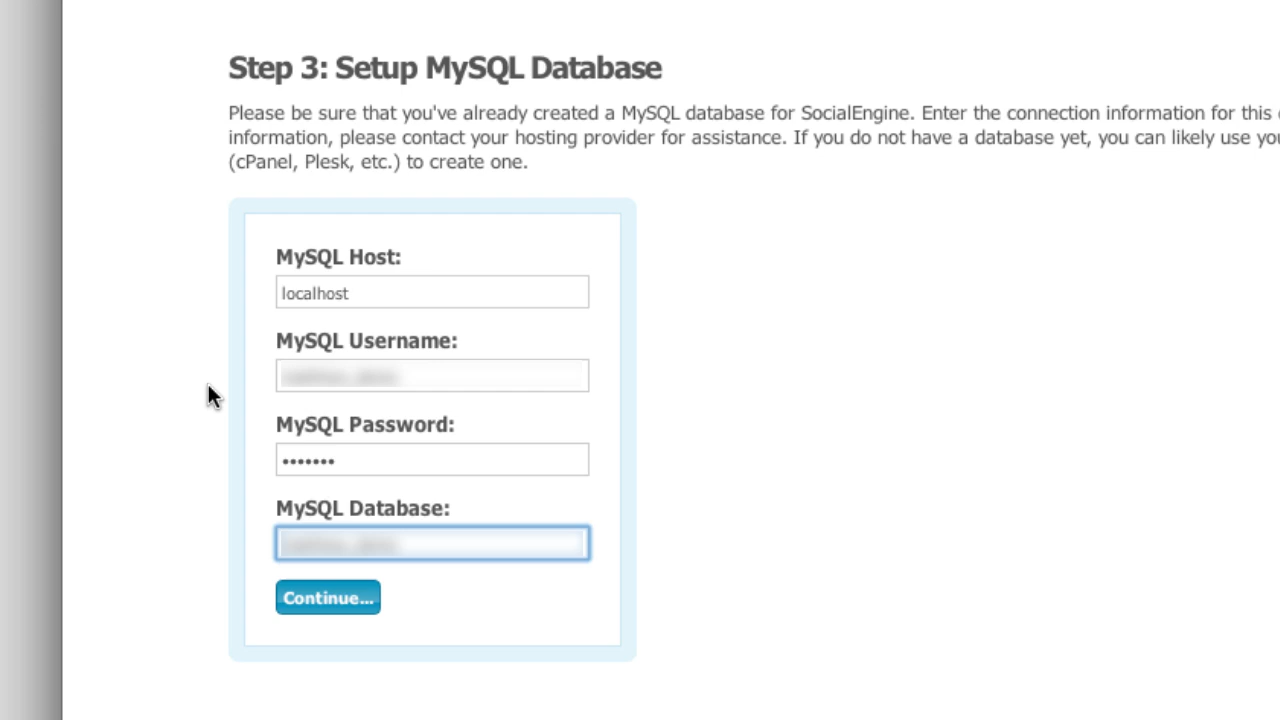 Step 3: Setup MySQL Database
Please be sure that you've already created a MySQL database for SocialEngine. Enter the connection information for this
information, please contact your hosting provider for assistance. If you do not have a database yet, you can likely use
(cPanel, Plesk, etc.) to create one.
MySQL Host:
localhost
MySQL Username:
MySQL Password:
•••••••
MySQL Database:
Continue...